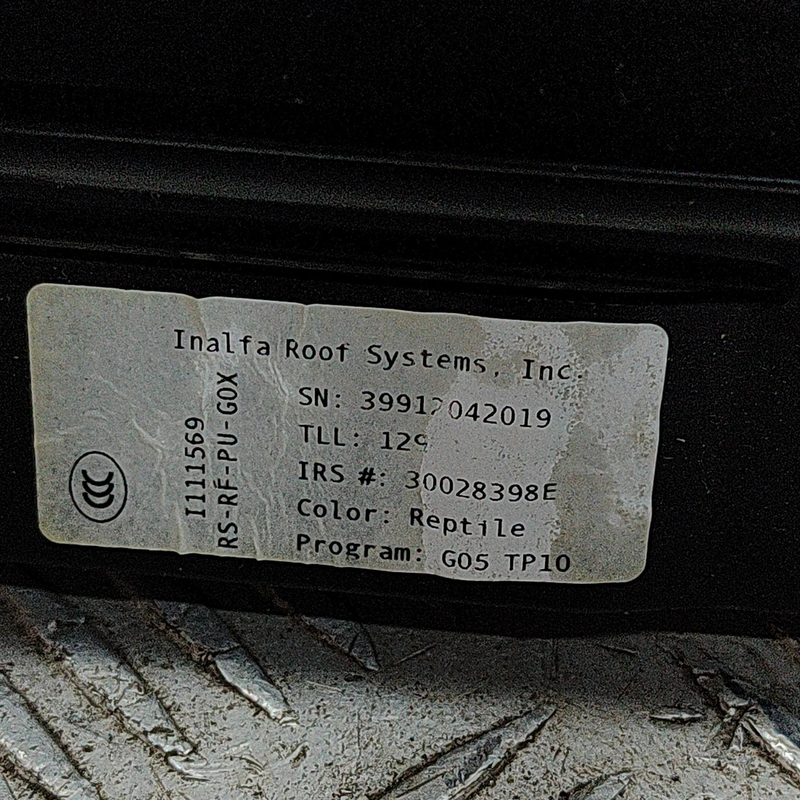 Inalfa Roof Systems, Inc.
TLL: 129
IRS #: 30028398E
Color: Reptile
Program: G05 TP10
I111569
RS-RF-PU-G0X
SN: